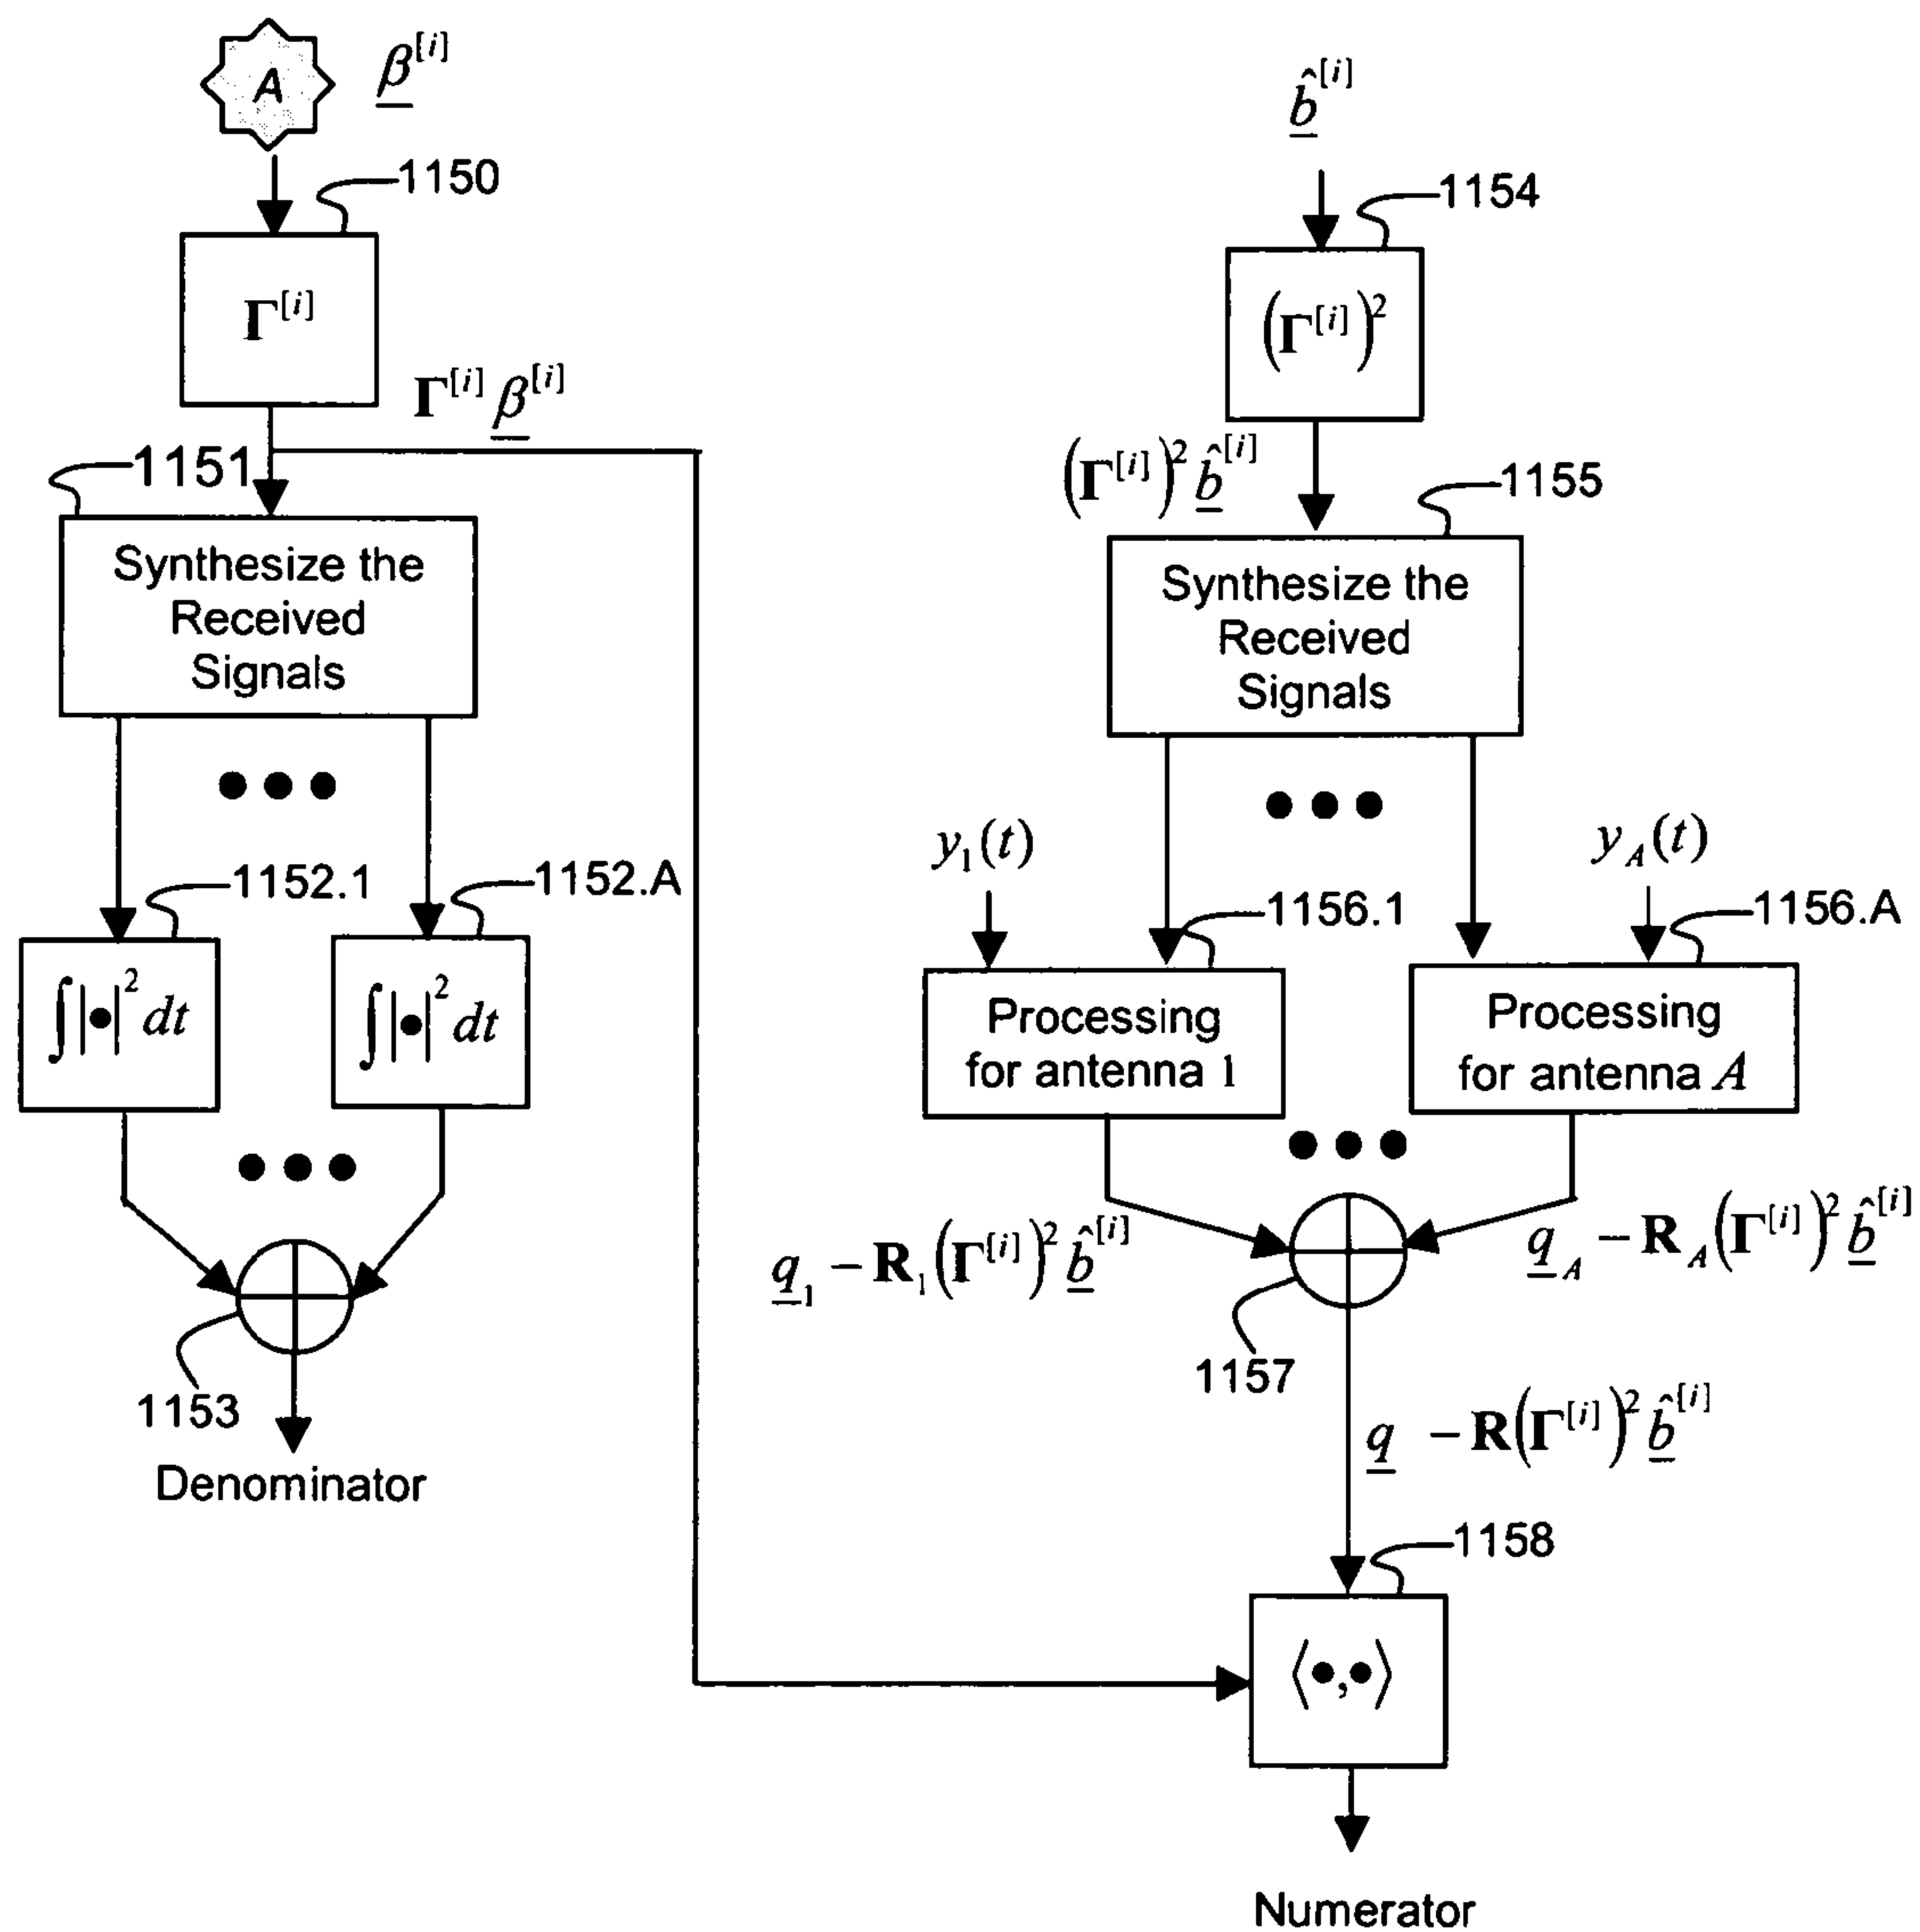 A
β^[i]
1150
Γ^[i]
Γ^[i] β^[i]
1151
Synthesize the
Received
Signals
1152.1
1152.A
∫|•|² dt
∫|•|² dt
1153
Denominator
b̂^[i]
1154
(Γ^[i])²
(Γ^[i])² b̂^[i]
1155
Synthesize the
Received
Signals
y₁(t)
y_A(t)
1156.1
1156.A
Processing
for antenna 1
Processing
for antenna A
q₁ − R₁(Γ^[i])² b̂^[i]
q_A − R_A(Γ^[i])² b̂^[i]
1157
q − R(Γ^[i])² b̂^[i]
1158
⟨•,•⟩
Numerator